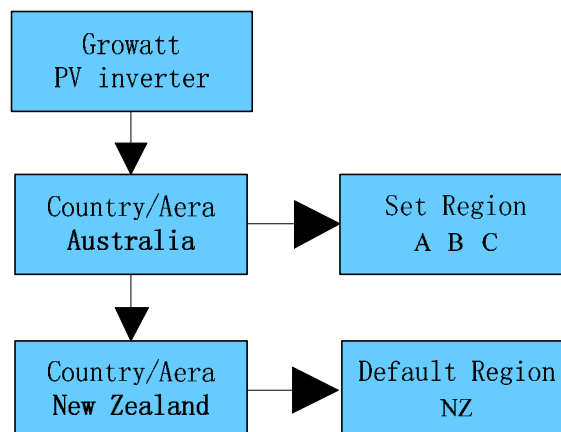 Growatt
PV inverter
Country/Aera
Australia
Set Region
A B C
Country/Aera
New Zealand
Default Region
NZ